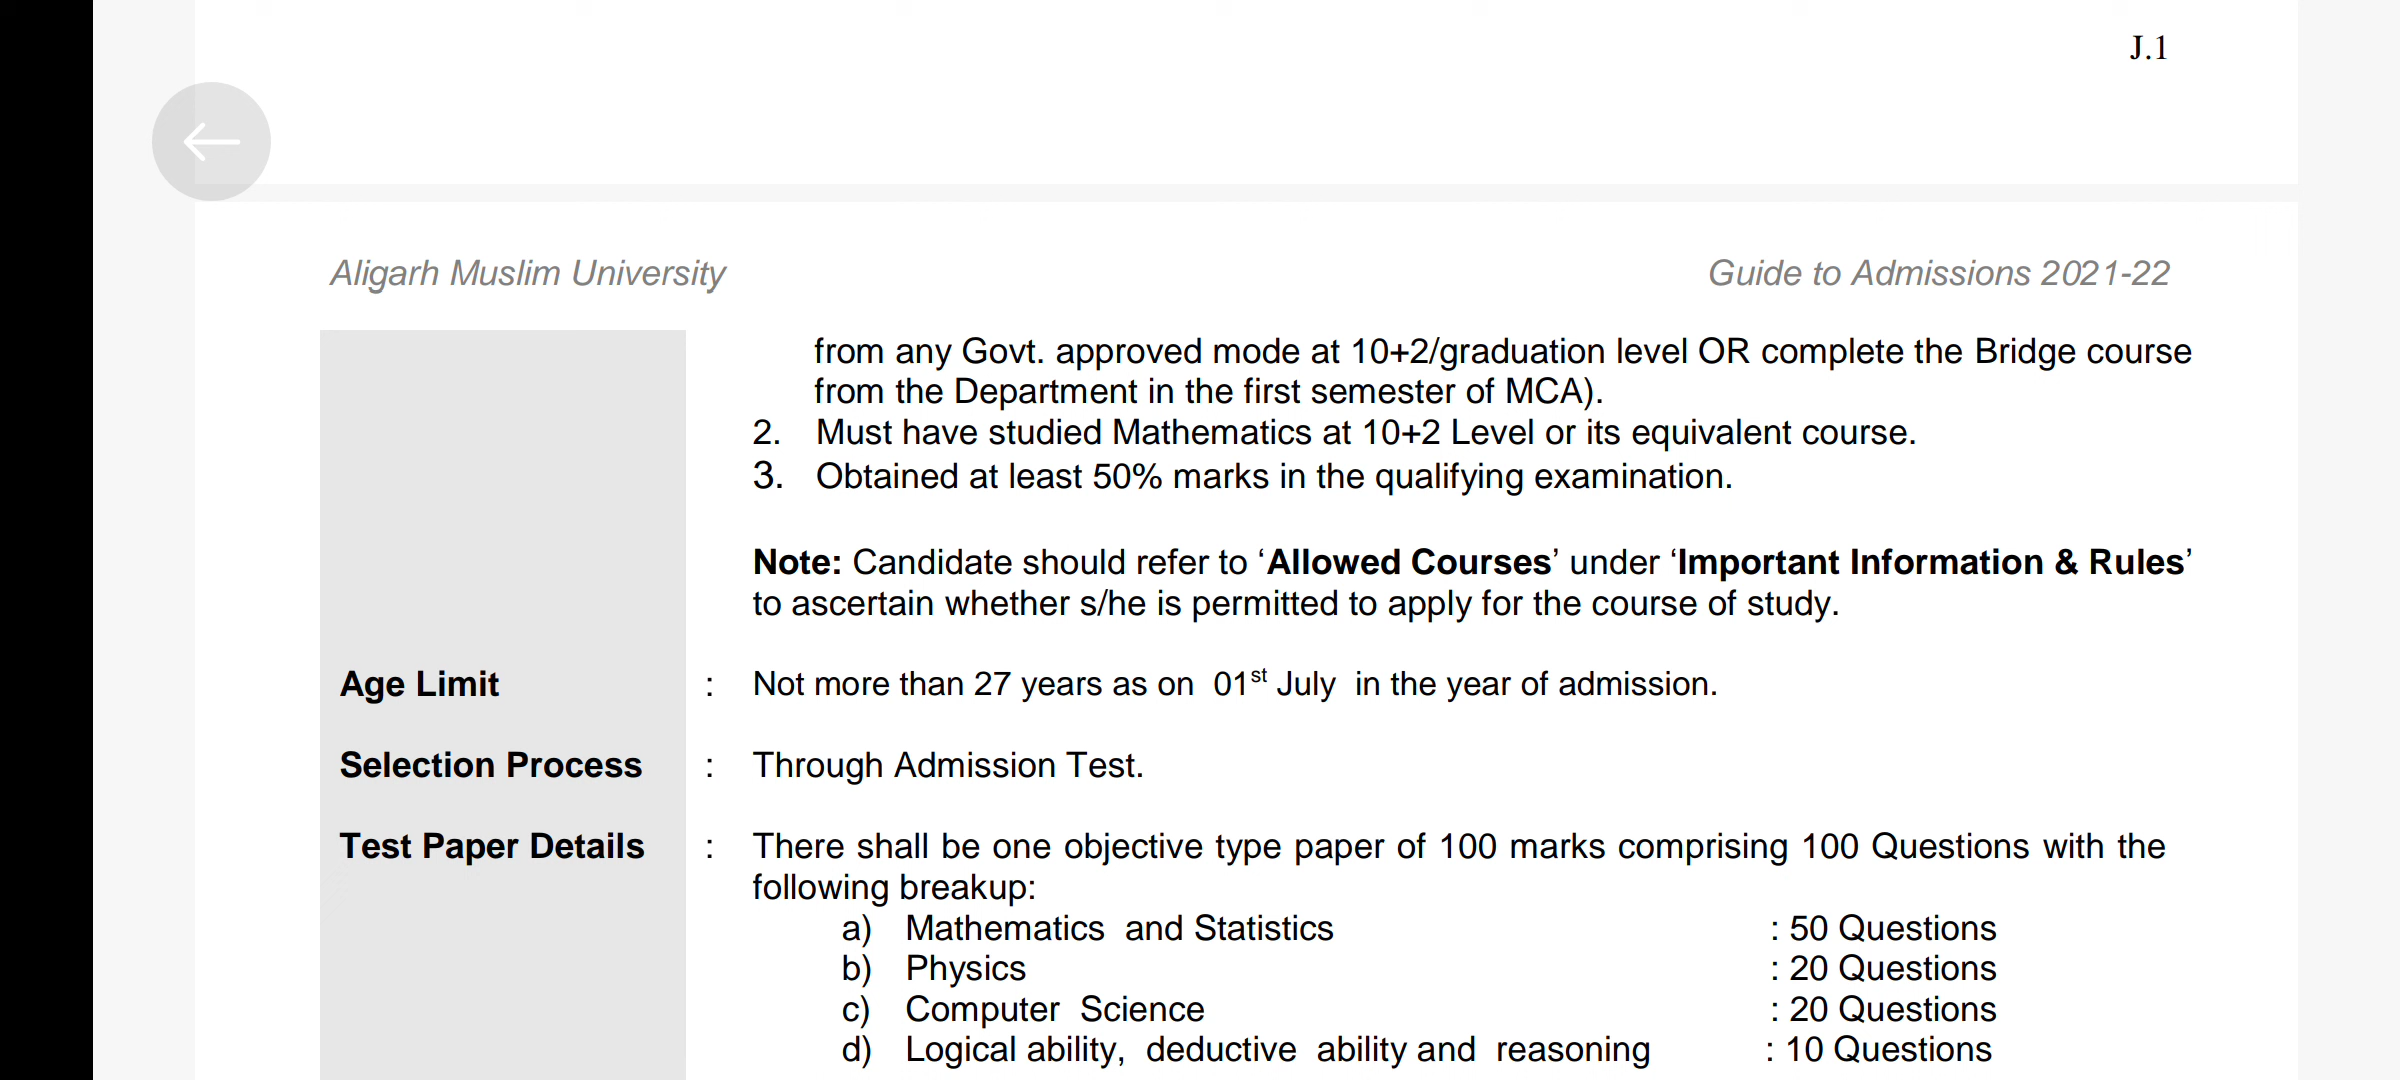 J.1
Aligarh Muslim University Guide to Admissions 2021-22
from any Govt. approved mode at 10+2/graduation level OR complete the Bridge course
from the Department in the first semester of MCA).
2. Must have studied Mathematics at 10+2 Level or its equivalent course.
3. Obtained at least 50% marks in the qualifying examination.
Note: Candidate should refer to ‘Allowed Courses’ under ‘Important Information & Rules’
to ascertain whether s/he is permitted to apply for the course of study.
Age Limit : Not more than 27 years as on 01st July in the year of admission.
Selection Process : Through Admission Test.
Test Paper Details : There shall be one objective type paper of 100 marks comprising 100 Questions with the
following breakup:
a) Mathematics and Statistics : 50 Questions
b) Physics : 20 Questions
c) Computer Science : 20 Questions
d) Logical ability, deductive ability and reasoning : 10 Questions